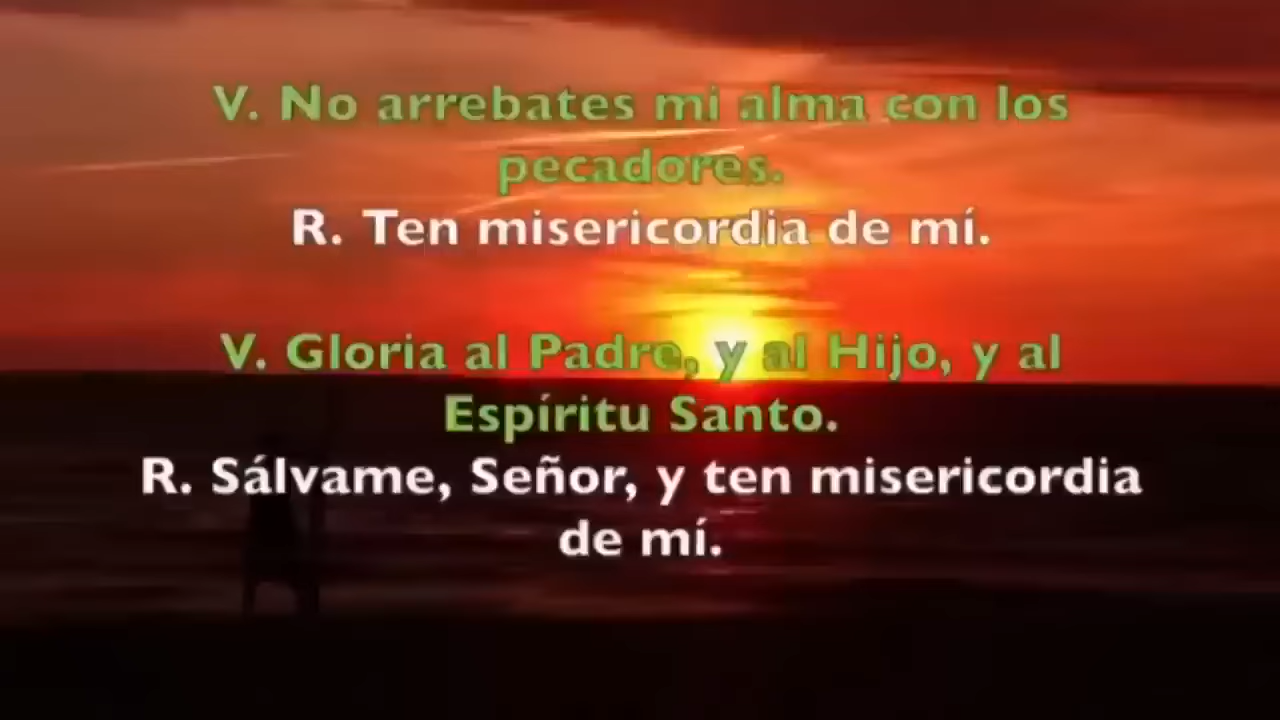 V. No arrebates mi alma con los
pecadores.
R. Ten misericordia de mí.
V. Gloria al Padre, y al Hijo, y al
Espíritu Santo.
R. Sálvame, Señor, y ten misericordia
de mí.